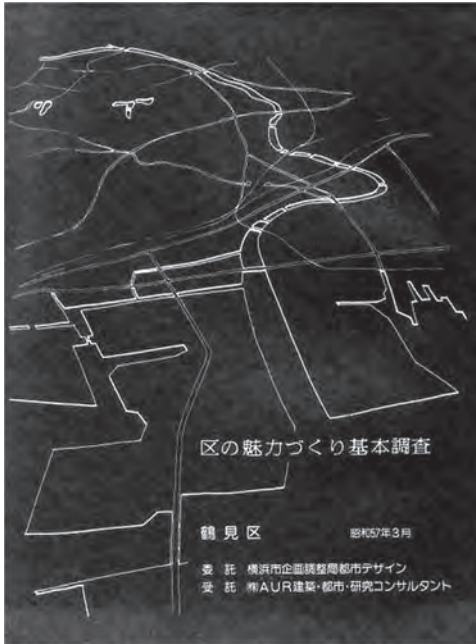 区の魅力づくり基本調査
鶴見区 昭和57年3月
委託 横浜市企画調整局都市デザイン
受託 ㈱AUR建築・都市・研究コンサルタント